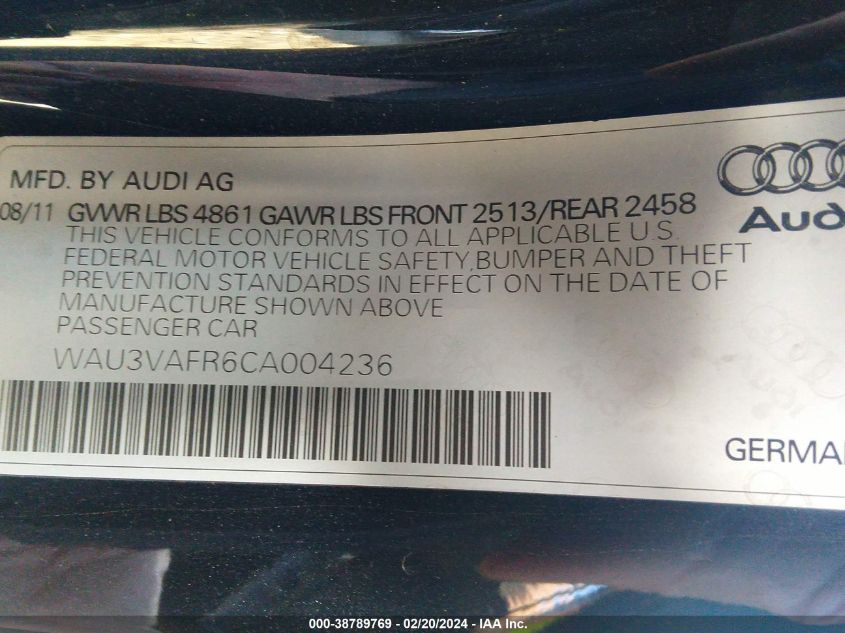 MFD. BY AUDI AG
08/11 GVWR LBS 4861 GAWR LBS FRONT 2513/REAR 2458
THIS VEHICLE CONFORMS TO ALL APPLICABLE U.S.
FEDERAL MOTOR VEHICLE SAFETY,BUMPER AND THEFT
PREVENTION STANDARDS IN EFFECT ON THE DATE OF
MANUFACTURE SHOWN ABOVE
PASSENGER CAR
WAU3VAFR6CA004236
Aud
GERMA
000-38789769 - 02/20/2024 - IAA Inc.